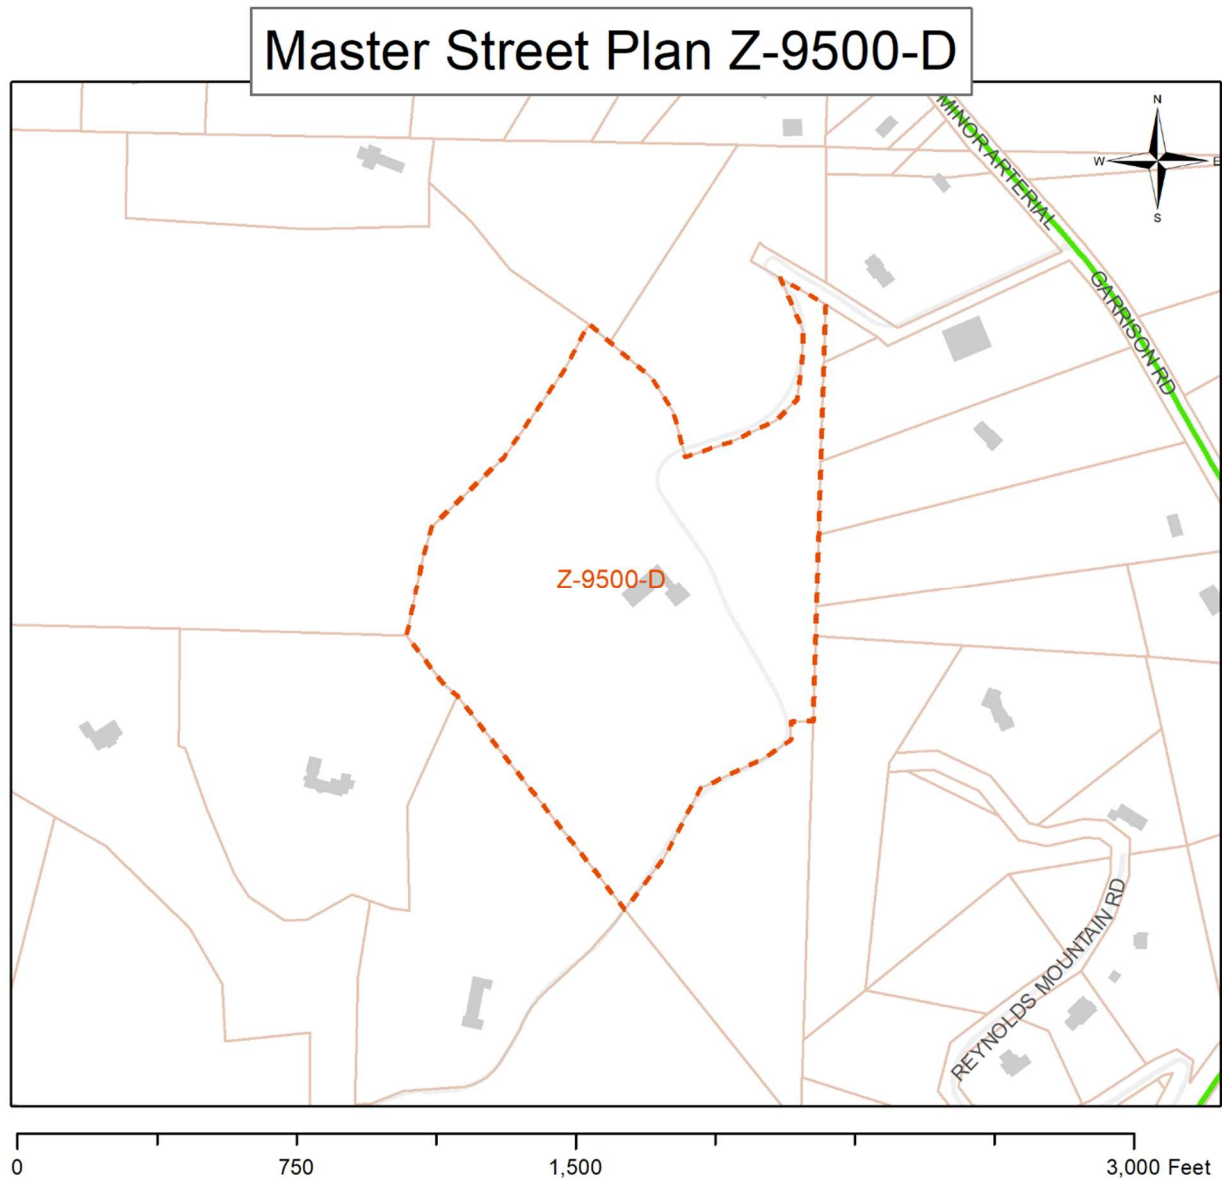 Master Street Plan Z-9500-D
N
W E
S
MINOR ARTERIAL
GARRISON RD
Z-9500-D
REYNOLDS MOUNTAIN RD
0 750 1,500 3,000 Feet